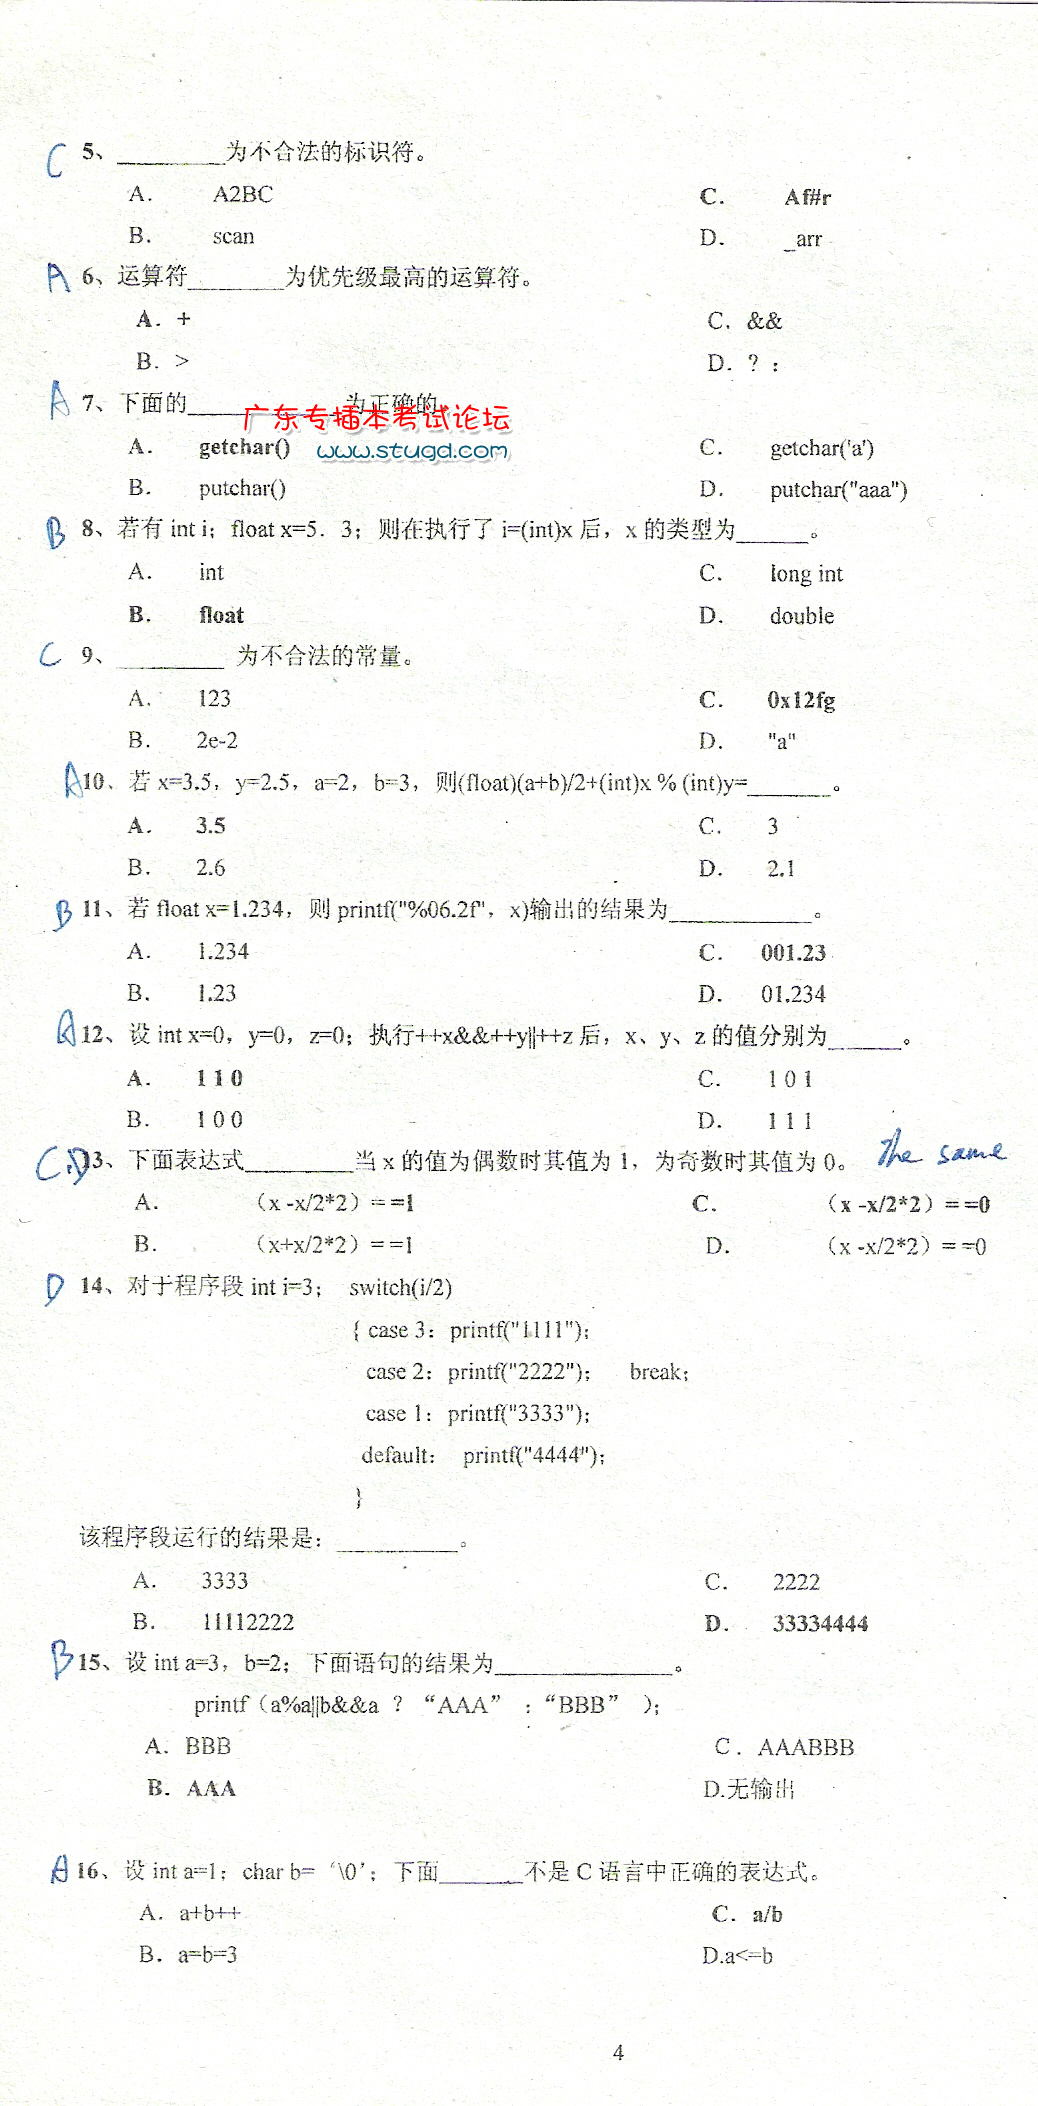 C 5、_________为不合法的标识符。
A. A2BC C. Af#r
B. scan D. _arr
A 6、运算符________为优先级最高的运算符。
A. + C. &&
B. > D. ? :
A 7、下面的_____________为正确的
广东专插本考试论坛
A. getchar() C. getchar('a')
www.stugd.com
B. putchar() D. putchar("aaa")
B 8、若有 int i; float x=5. 3; 则在执行了 i=(int)x 后, x 的类型为______。
A. int C. long int
B. float D. double
C 9、_________ 为不合法的常量。
A. 123 C. 0x12fg
B. 2e-2 D. "a"
A 10、若 x=3.5, y=2.5, a=2, b=3, 则(float)(a+b)/2+(int)x % (int)y=_______。
A. 3.5 C. 3
B. 2.6 D. 2.1
B 11、若 float x=1.234, 则 printf("%06.2f", x)输出的结果为____________。
A. 1.234 C. 001.23
B. 1.23 D. 01.234
A 12、设 int x=0, y=0, z=0; 执行++x&&++y||++z 后, x、y、z 的值分别为______。
A. 1 1 0 C. 1 0 1
B. 1 0 0 D. 1 1 1
C.D 13、下面表达式_________当 x 的值为偶数时其值为 1, 为奇数时其值为 0。 the same
A. (x -x/2*2) = =1 C. (x -x/2*2) = =0
B. (x+x/2*2) = =1 D. (x -x/2*2) = =0
D 14、对于程序段 int i=3; switch(i/2)
{ case 3: printf("1111");
case 2: printf("2222"); break;
case 1: printf("3333");
default: printf("4444");
}
该程序段运行的结果是: __________。
A. 3333 C. 2222
B. 11112222 D. 33334444
B 15、设 int a=3, b=2; 下面语句的结果为_______________。
printf (a%a||b&&a ? “AAA” : “BBB” );
A. BBB C. AAABBB
B. AAA D.无输出
A 16、设 int a=1; char b= ‘\0’; 下面_______不是 C 语言中正确的表达式。
A. a+b++ C. a/b
B. a=b=3 D.a<=b
4